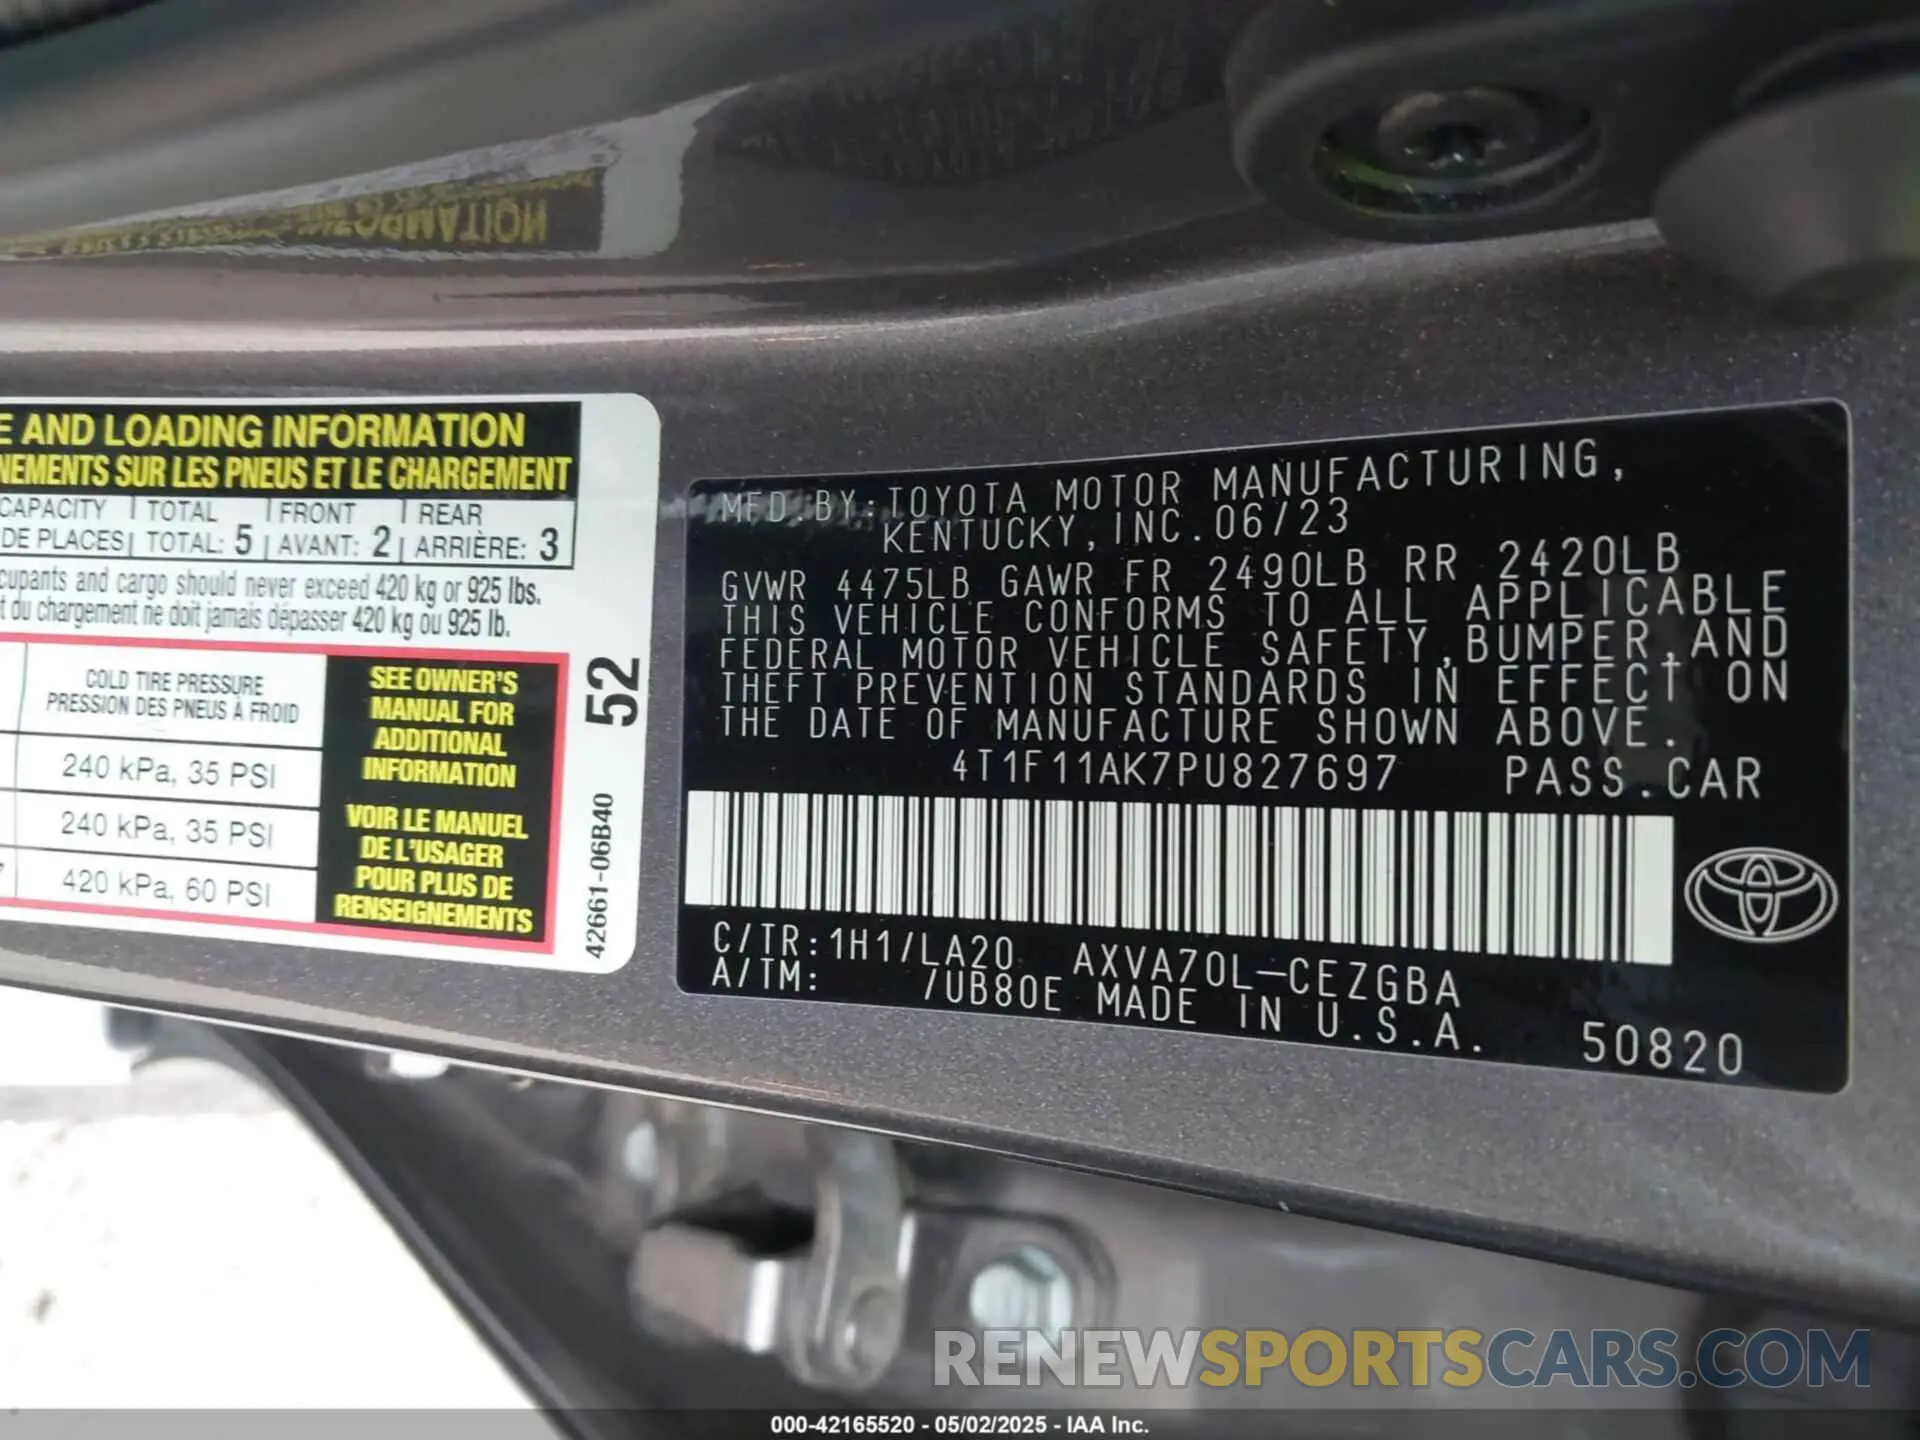 E AND LOADING INFORMATION
NEMENTS SUR LES PNEUS ET LE CHARGEMENT
CAPACITY | TOTAL | FRONT | REAR
DE PLACES | TOTAL: 5 | AVANT: 2 | ARRIÈRE: 3
cupants and cargo should never exceed 420 kg or 925 lbs.
t du chargement ne doit jamais dépasser 420 kg ou 925 lb.
COLD TIRE PRESSURE
PRESSION DES PNEUS À FROID
240 kPa, 35 PSI
240 kPa, 35 PSI
7 420 kPa, 60 PSI
SEE OWNER'S
MANUAL FOR
ADDITIONAL
INFORMATION
VOIR LE MANUEL
DE L'USAGER
POUR PLUS DE
RENSEIGNEMENTS
52
42661-06B40
MFD.BY:TOYOTA MOTOR MANUFACTURING,
KENTUCKY,INC.06/23
GVWR 4475LB GAWR FR 2490LB RR 2420LB
THIS VEHICLE CONFORMS TO ALL APPLICABLE
FEDERAL MOTOR VEHICLE SAFETY,BUMPER,AND
THEFT PREVENTION STANDARDS IN EFFECT ON
THE DATE OF MANUFACTURE SHOWN ABOVE.
4T1F11AK7PU827697 PASS.CAR
C/TR:1H1/LA20 AXVA70L-CEZGBA
A/TM: /UB80E MADE IN U.S.A.
50820
RENEWSPORTSCARS.COM
000-42165520 - 05/02/2025 - IAA Inc.